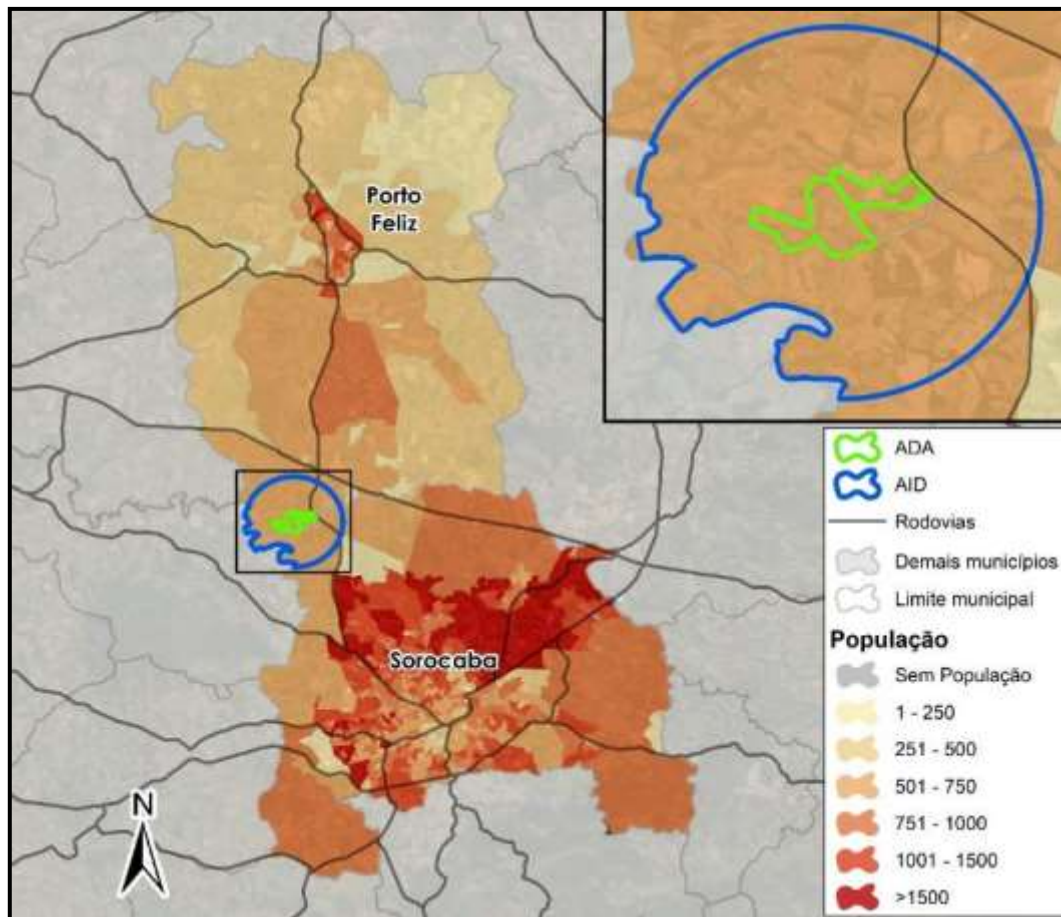 Porto
Feliz
Sorocaba
N
ADA
AID
Rodovias
Demais municípios
Limite municipal
População
Sem População
1 - 250
251 - 500
501 - 750
751 - 1000
1001 - 1500
>1500